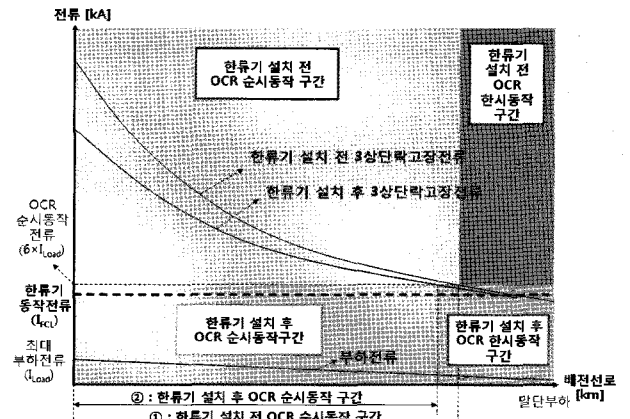 전류 [kA]
한류기 설치 전
OCR 순시동작 구간
한류기
설치 전
OCR
한시동작
구간
한류기 설치 전 3상단락고장전류
한류기 설치 후 3상단락고장전류
OCR
순시동작
전류
(6×I_Load)
한류기
동작전류
(I_FCL)
최대
부하전류
(I_Load)
한류기 설치 후
OCR 순시동작구간
한류기 설치 후
OCR 한시동작
구간
부하전류
배전선로
[km]
말단부하
② : 한류기 설치 후 OCR 순시동작 구간
① : 한류기 설치 전 OCR 순시동작 구간